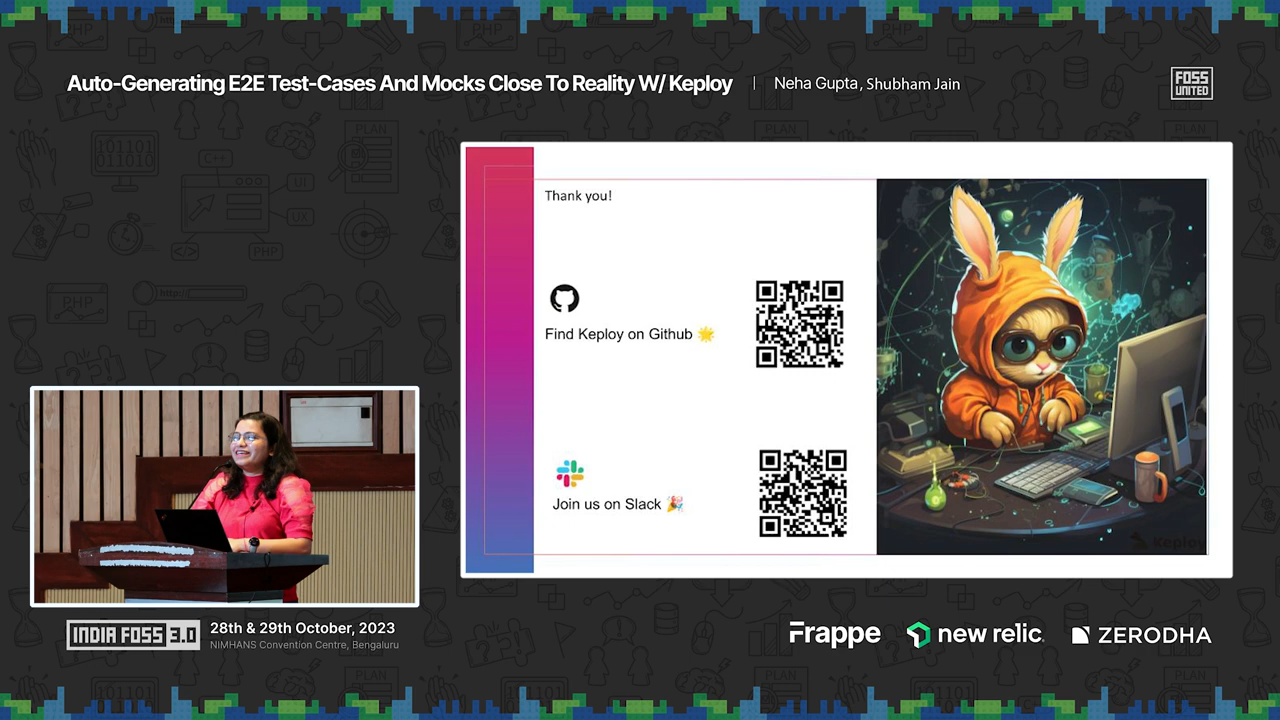 Auto-Generating E2E Test-Cases And Mocks Close To Reality W/ Keploy | Neha Gupta, Shubham Jain
FOSS
UNITED
Thank you!
Find Keploy on Github 🌟
Join us on Slack 🎉
Keploy
INDIA FOSS 3.0
28th & 29th October, 2023
NIMHANS Convention Centre, Bengaluru
Frappe
new relic
ZERODHA